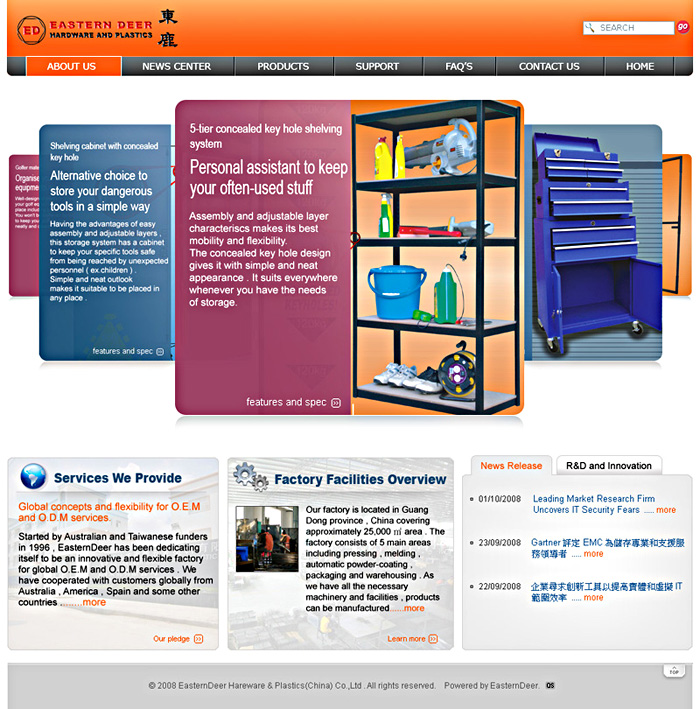 ED EASTERN DEER
HARDWARE AND PLASTICS
東鹿
SEARCH
go
ABOUT US
NEWS CENTER
PRODUCTS
SUPPORT
FAQ'S
CONTACT US
HOME
Shelving cabinet with concealed
key hole
Alternative choice to
store your dangerous
tools in a simple way
Having the advantages of easy
assembly and adjustable layers ,
this storage system has a cabinet
to keep your specific tools safe
from being reached by unexpected
personnel ( ex.children ) .
Simple and neat outlook
makes it suitable to be placed in
any place .
features and spec
5-tier concealed key hole shelving
system
Personal assistant to keep
your often-used stuff
Assembly and adjustable layer
characteriscs makes its best
mobility and flexibility.
The concealed key hole design
gives it with simple and neat
appearance . It suits everywhere
whenever you have the needs
of storage.
features and spec
Services We Provide
Global concepts and flexibility for O.E.M
and O.D.M services.
Started by Australian and Taiwanese funders
in 1996 , EasternDeer has been dedicating
itself to be an innovative and flexible factory
for global O.E.M and O.D.M services . We
have cooperated with customers globally from
Australia , America , Spain and some other
countries .........more
Our pledge
Factory Facilities Overview
Our factory is located in Guang
Dong province , China covering
approximately 25,000 ㎡ area . The
factory consists of 5 main areas
including pressing , melding ,
automatic powder-coating ,
packaging and warehousing . As
we have all the necessary
machinery and facilities , products
can be manufactured......more
Learn more
News Release
R&D and Innovation
01/10/2008 Leading Market Research Firm
Uncovers IT Security Fears ..... more
23/09/2008 Gartner 評定 EMC 為儲存專業和支援服
務領導者 ..... more
22/09/2008 企業尋求創新工具以提高實體和虛擬 IT
範圍效率 ..... more
TOP
© 2008 EasternDeer Hareware & Plastics(China) Co.,Ltd. All rights reserved. Powered by EasternDeer.